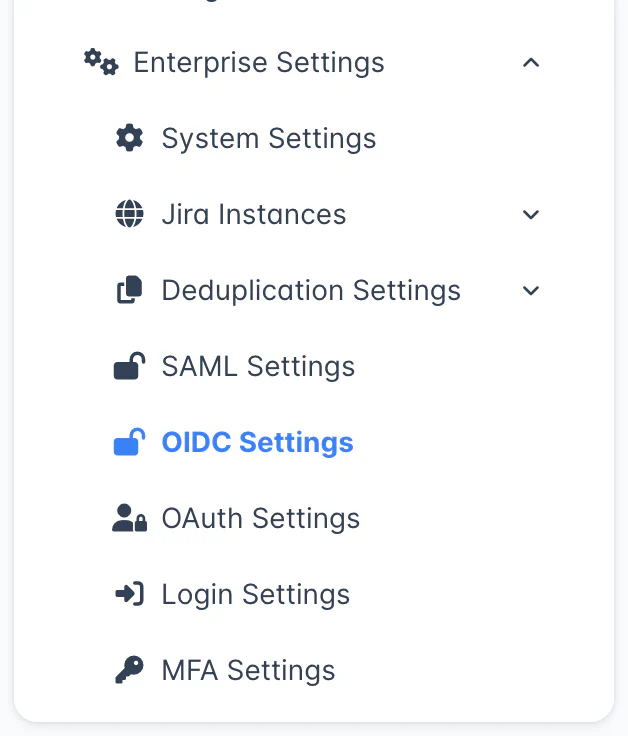 Enterprise Settings
System Settings
Jira Instances
Deduplication Settings
SAML Settings
OIDC Settings
OAuth Settings
Login Settings
MFA Settings